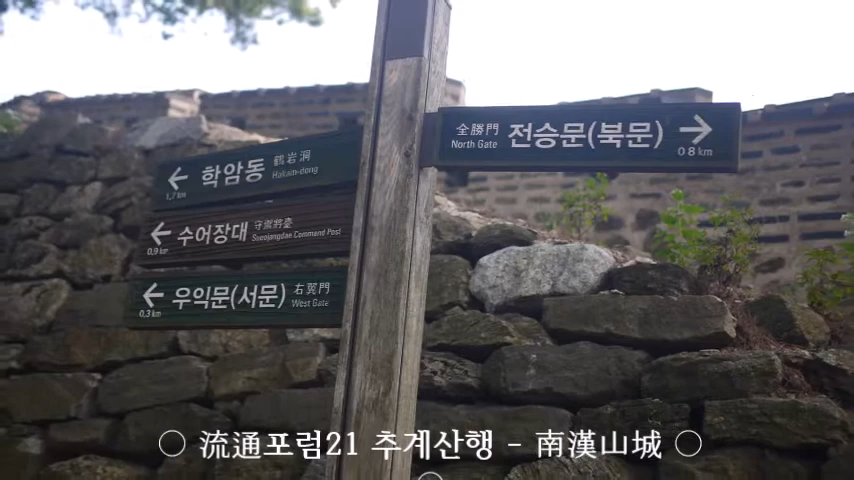 全勝門
North Gate
전승문(북문)
0.8 km
학암동
鶴岩洞
Hakam-dong
1.7 km
수어장대
守禦將臺
Sueojangdae Command Post
0.9 km
우익문(서문)
右翼門
West Gate
0.3 km
○ 流通포럼21 추계산행 - 南漢山城 ○